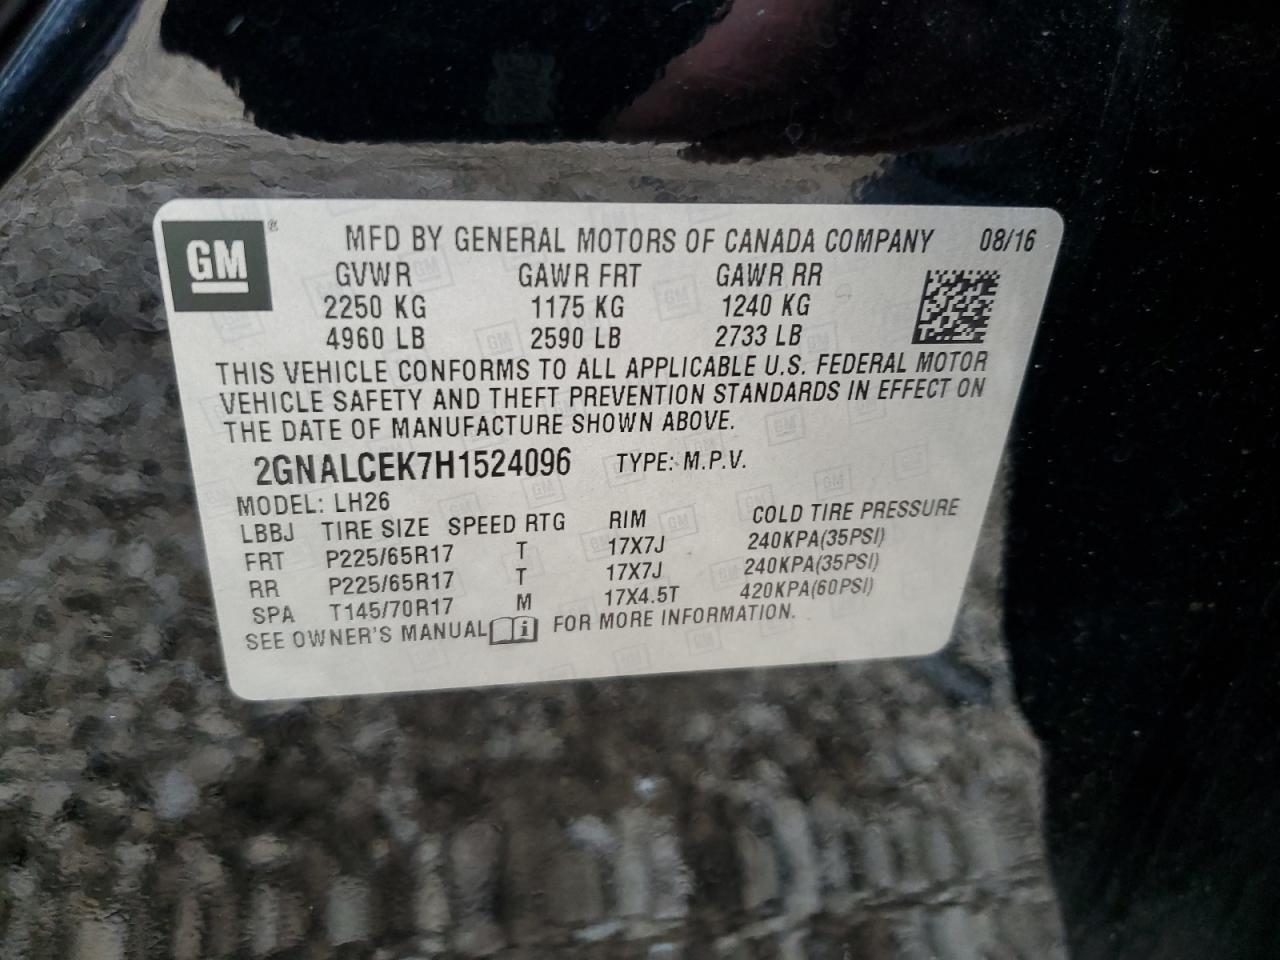 GM® MFD BY GENERAL MOTORS OF CANADA COMPANY 08/16
GVWR GAWR FRT GAWR RR
2250 KG 1175 KG 1240 KG
4960 LB 2590 LB 2733 LB
THIS VEHICLE CONFORMS TO ALL APPLICABLE U.S. FEDERAL MOTOR
VEHICLE SAFETY AND THEFT PREVENTION STANDARDS IN EFFECT ON
THE DATE OF MANUFACTURE SHOWN ABOVE.
2GNALCEK7H1524096 TYPE: M.P.V.
MODEL: LH26
LBBJ TIRE SIZE SPEED RTG RIM COLD TIRE PRESSURE
FRT P225/65R17 T 17X7J 240KPA(35PSI)
RR P225/65R17 T 17X7J 240KPA(35PSI)
SPA T145/70R17 M 17X4.5T 420KPA(60PSI)
SEE OWNER'S MANUAL i FOR MORE INFORMATION.